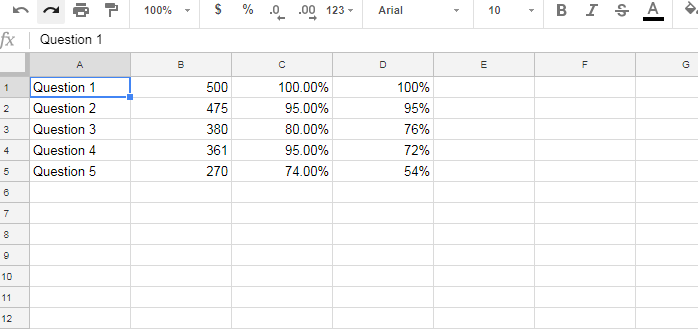 100% $ % .0 .00 123 Arial 10 B I S A
fx Question 1
A B C D E F G
1 Question 1 500 100.00% 100%
2 Question 2 475 95.00% 95%
3 Question 3 380 80.00% 76%
4 Question 4 361 95.00% 72%
5 Question 5 270 74.00% 54%
6
7
8
9
10
11
12